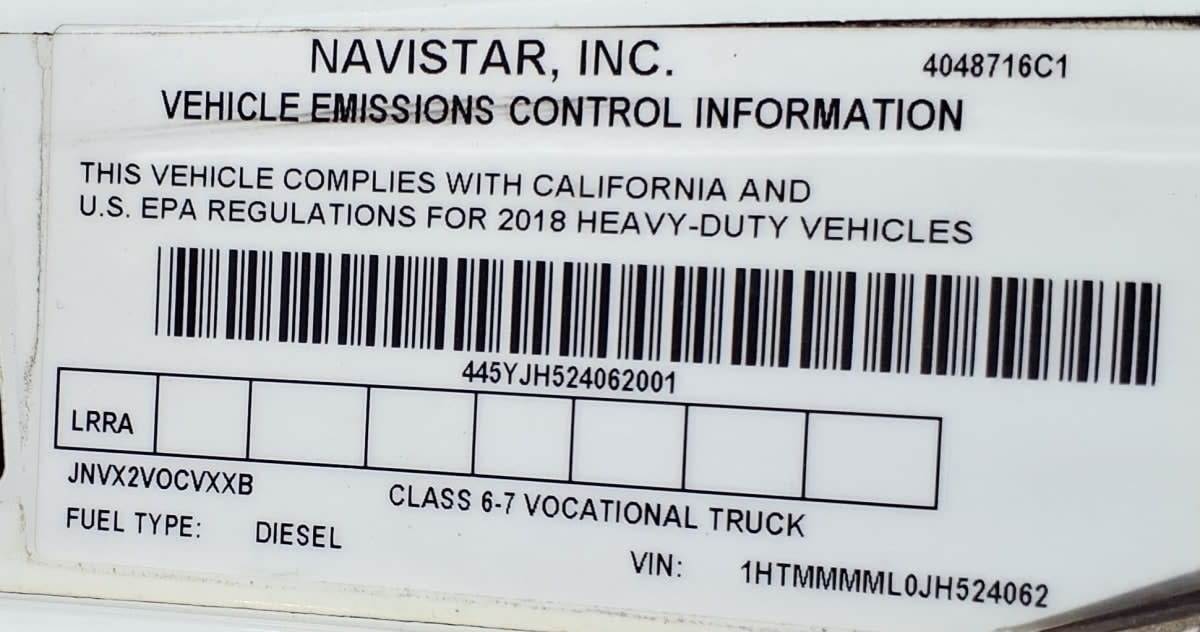 NAVISTAR, INC.
4048716C1
VEHICLE EMISSIONS CONTROL INFORMATION
THIS VEHICLE COMPLIES WITH CALIFORNIA AND
U.S. EPA REGULATIONS FOR 2018 HEAVY-DUTY VEHICLES
445YJH524062001
LRRA
JNVX2VOCVXXB
CLASS 6-7 VOCATIONAL TRUCK
FUEL TYPE: DIESEL
VIN: 1HTMMMML0JH524062